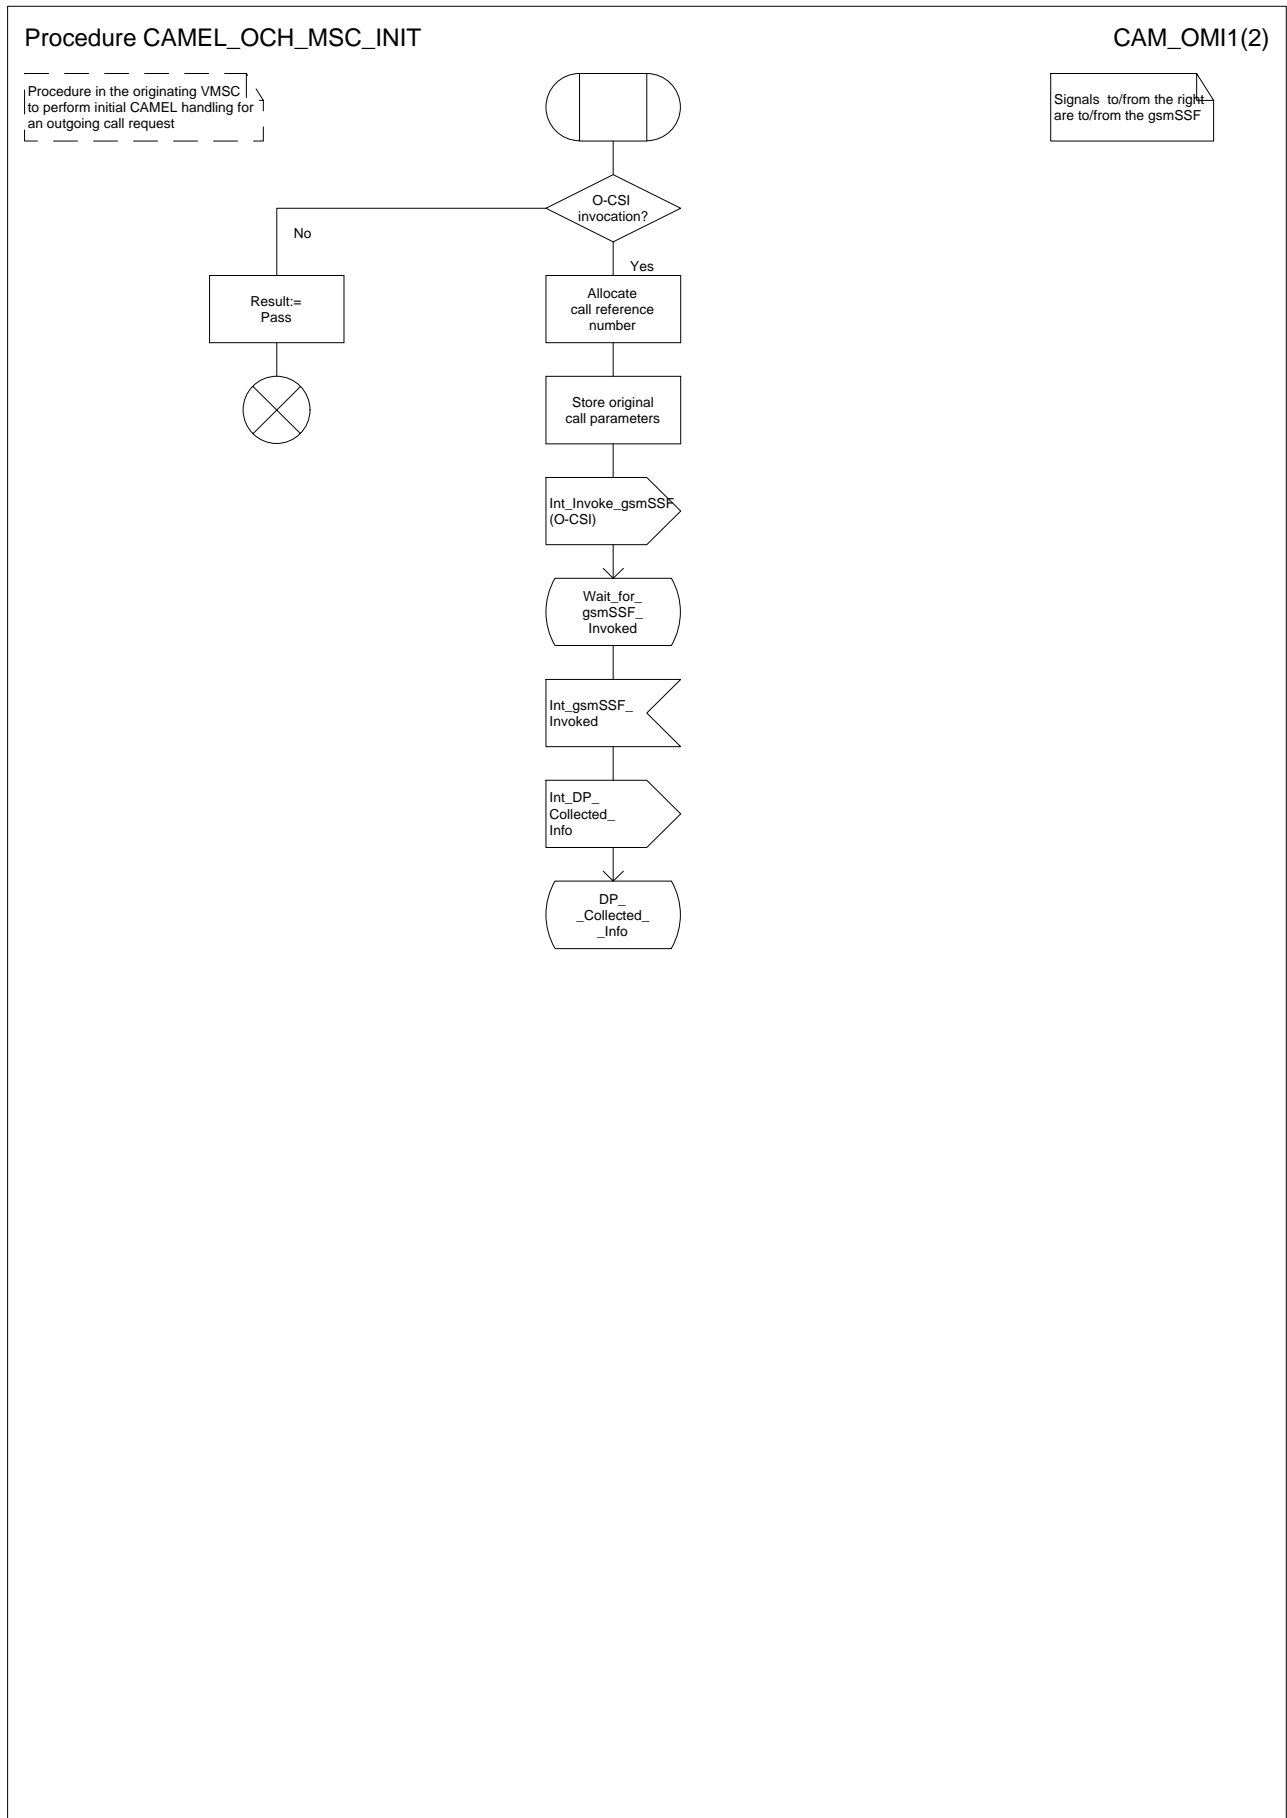 Procedure CAMEL_OCH_MSC_INIT
CAM_OMI1(2)
Procedure in the originating VMSC
to perform initial CAMEL handling for
an outgoing call request
Signals  to/from the right
are to/from the gsmSSF
O-CSI
invocation?
No
Yes
Result:=
Pass
Allocate
call reference
number
Store original
call parameters
Int_Invoke_gsmSSF
(O-CSI)
Wait_for_
gsmSSF_
Invoked
Int_gsmSSF_
Invoked
Int_DP_
Collected_
Info
DP_
_Collected_
_Info